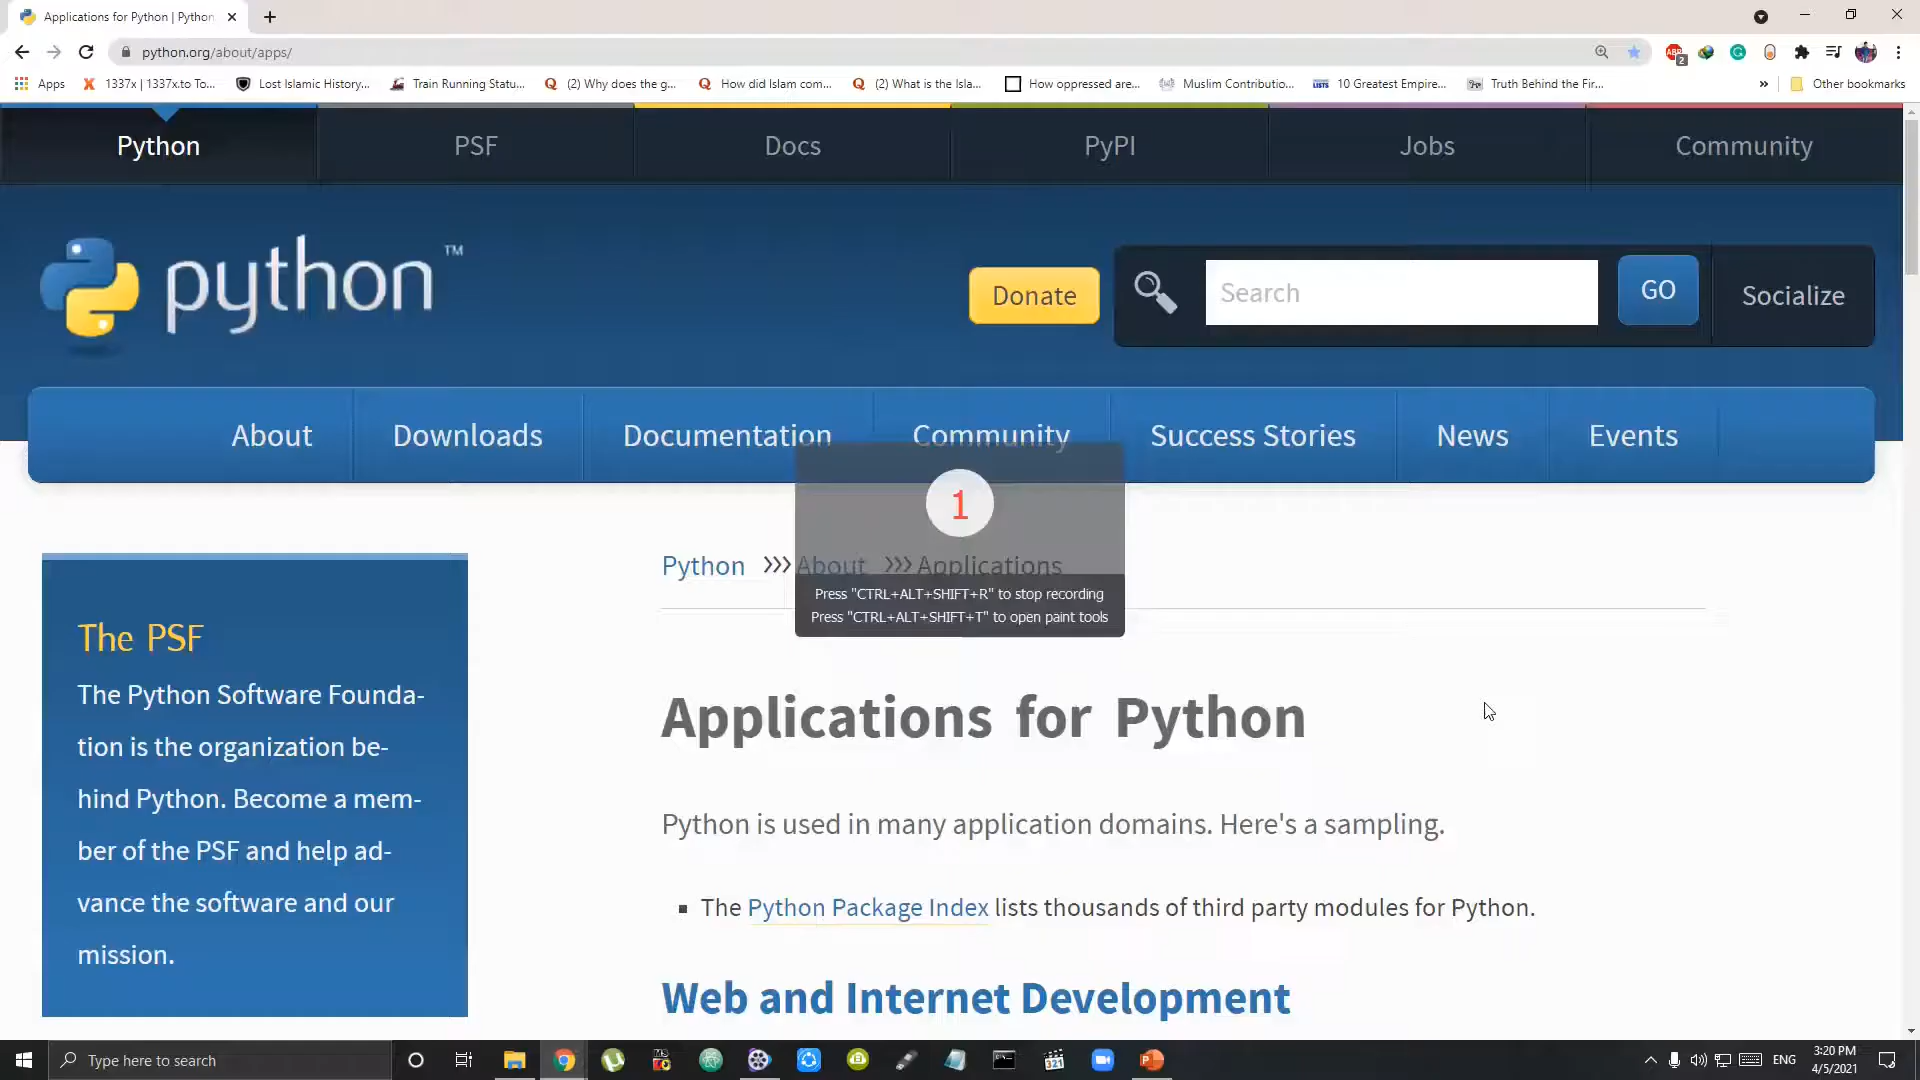 Applications for Python | Python
python.org/about/apps/
2
Apps
1337x | 1337x.to To...
Lost Islamic History...
Train Running Statu...
(2) Why does the g...
How did Islam com...
(2) What is the Isla...
How oppressed are...
Muslim Contributio...
10 Greatest Empire...
Truth Behind the Fir...
»
Other bookmarks
Python
PSF
Docs
PyPI
Jobs
Community
python™
Donate
Search
GO
Socialize
About
Downloads
Documentation
Community
Success Stories
News
Events
1
Python >>> About >>> Applications
Press "CTRL+ALT+SHIFT+R" to stop recording
Press "CTRL+ALT+SHIFT+T" to open paint tools
The PSF
The Python Software Founda-
tion is the organization be-
hind Python. Become a mem-
ber of the PSF and help ad-
vance the software and our
mission.
Applications for Python
Python is used in many application domains. Here's a sampling.
The Python Package Index lists thousands of third party modules for Python.
Web and Internet Development
Type here to search
ENG
3:20 PM
4/5/2021